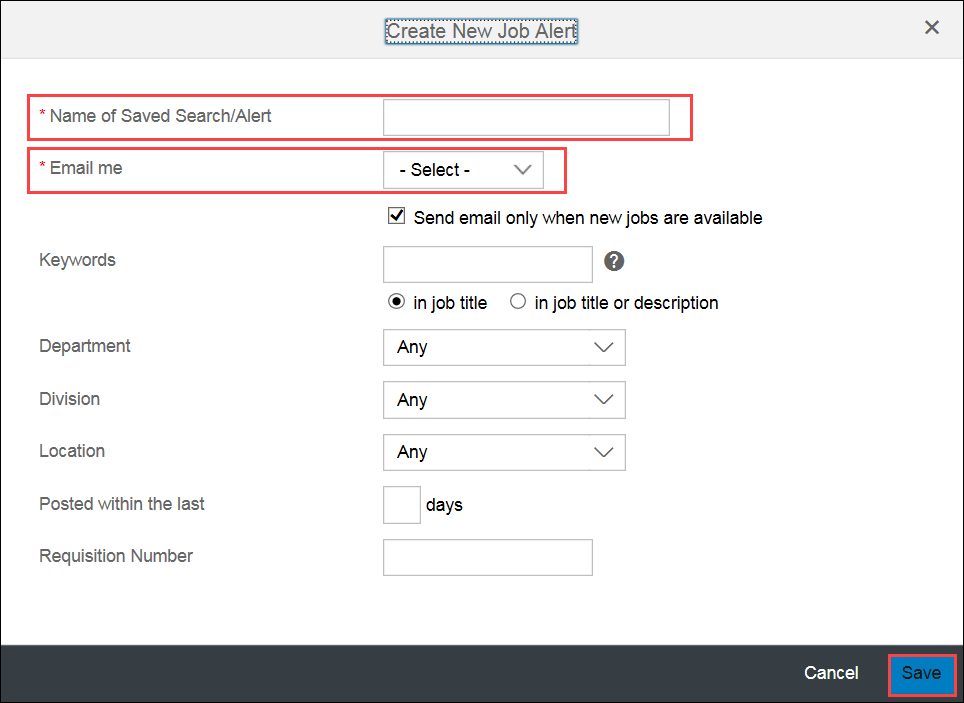 Create New Job Alert
* Name of Saved Search/Alert
* Email me - Select -
Send email only when new jobs are available
Keywords ?
in job title in job title or description
Department Any
Division Any
Location Any
Posted within the last days
Requisition Number
Cancel Save